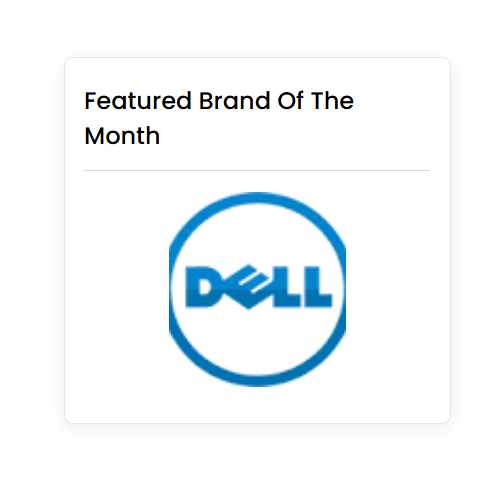 Featured Brand Of The
Month
DELL